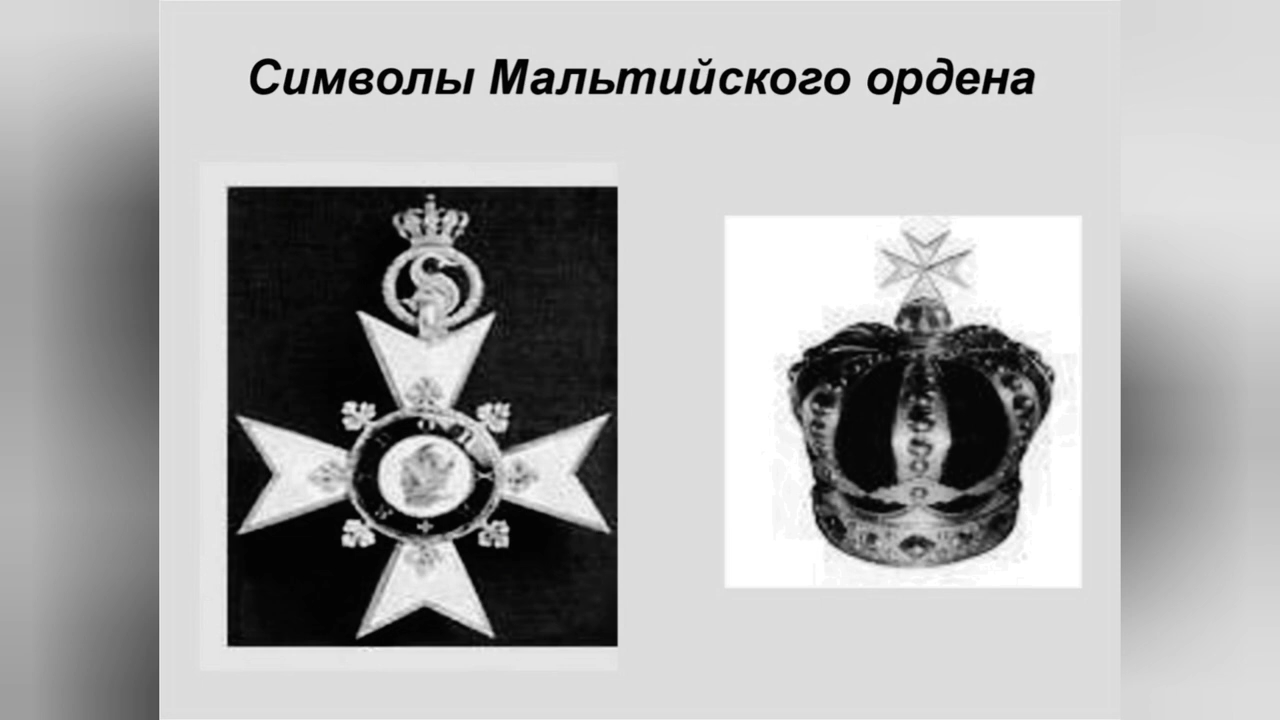 Символы Мальтийского ордена